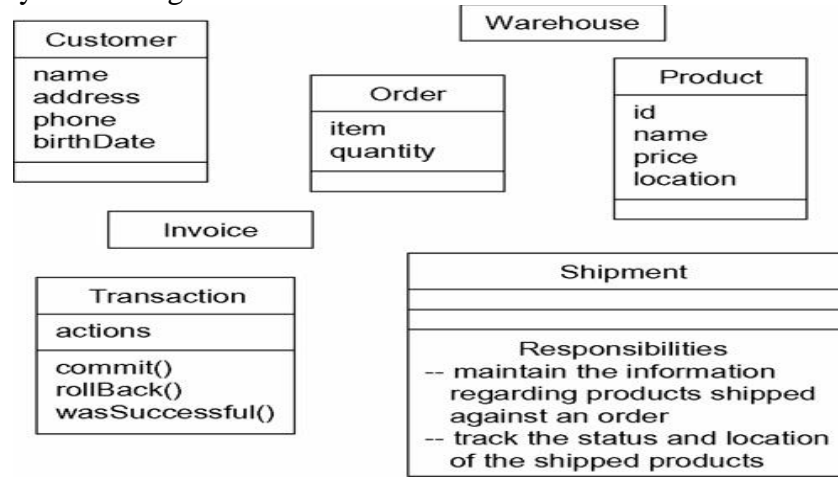 Customer
name
address
phone
birthDate
Warehouse
Order
item
quantity
Product
id
name
price
location
Invoice
Transaction
actions
commit()
rollBack()
wasSuccessful()
Shipment
Responsibilities
-- maintain the information
regarding products shipped
against an order
-- track the status and location
of the shipped products